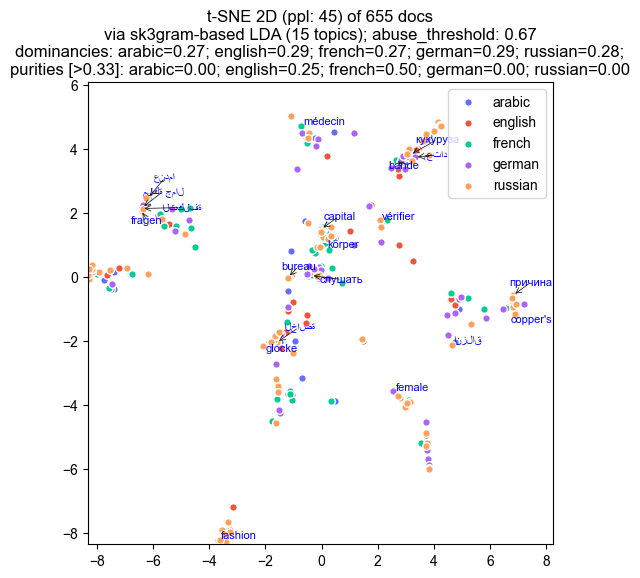 t-SNE 2D (ppl: 45) of 655 docs
via sk3gram-based LDA (15 topics); abuse_threshold: 0.67
dominancies: arabic=0.27; english=0.29; french=0.27; german=0.29; russian=0.28;
purities [>0.33]: arabic=0.00; english=0.25; french=0.50; german=0.00; russian=0.00
arabic
english
french
german
russian
médecin
кукуруза
hände
عندما
fragen
capital
vérifier
körper
bureau
слушать
причина
copper's
glocke
female
fashion
6
4
2
0
−2
−4
−6
−8
−8 −6 −4 −2 0 2 4 6 8